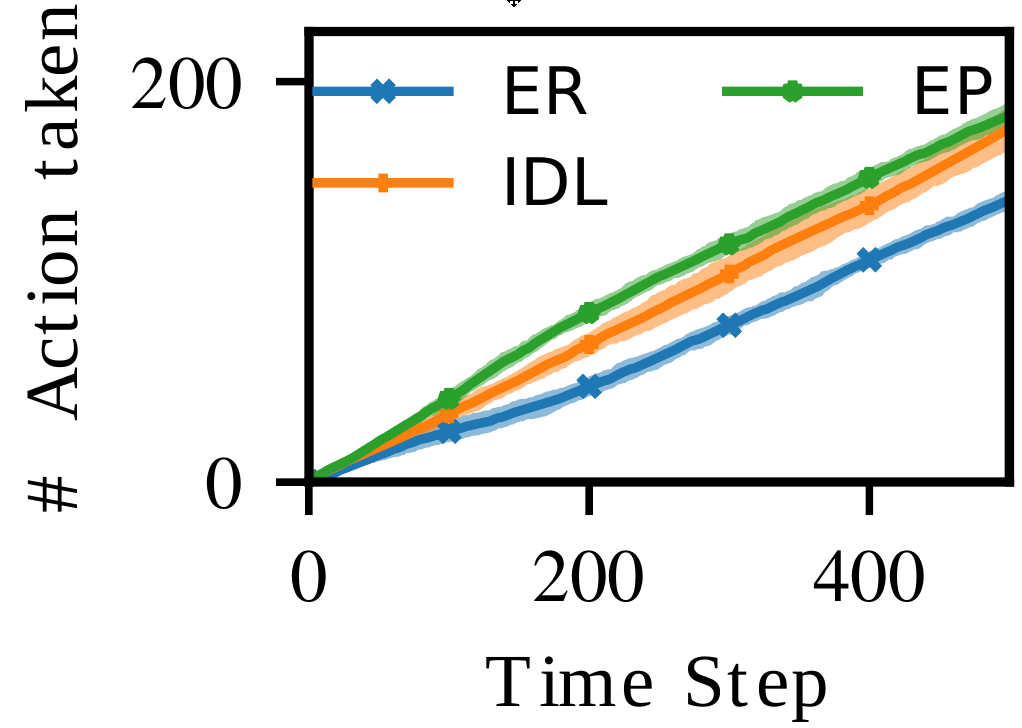 # Action taken
200
0
ER
EP
IDL
0 200 400
Time Step